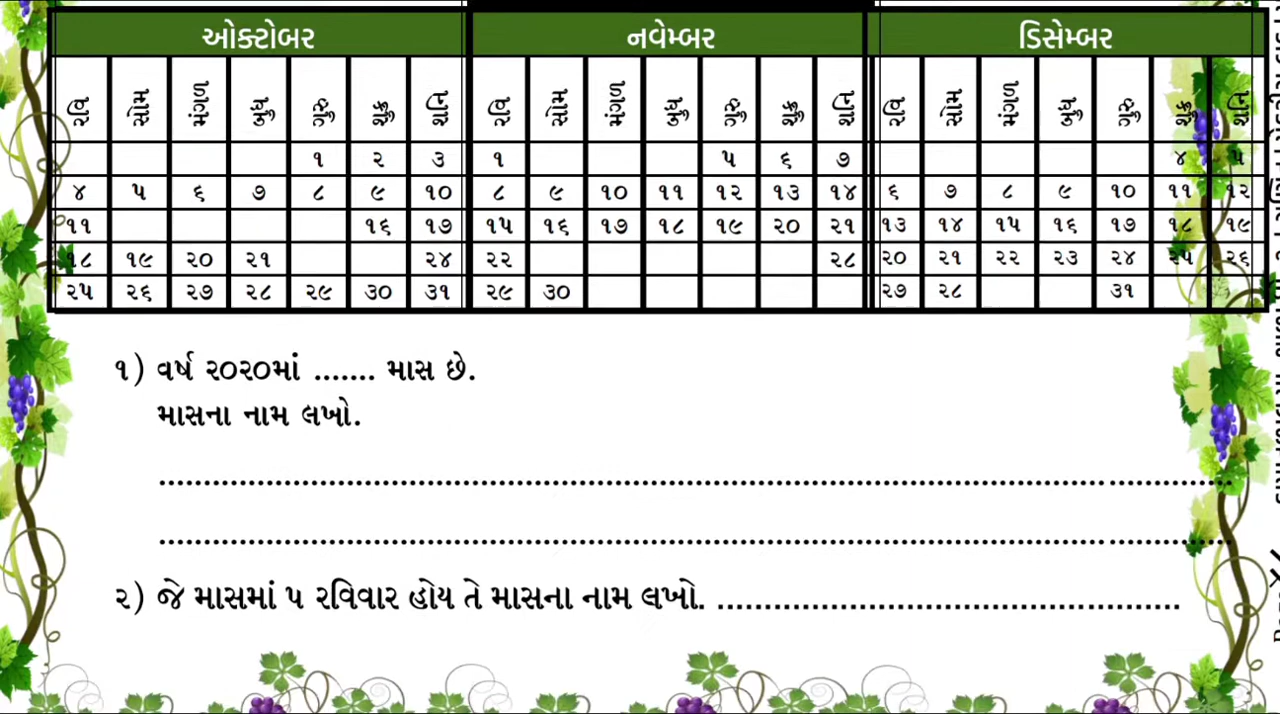 ઓક્ટોબર નવેમ્બર ડિસેમ્બર
રવિ સોમ મંગળ બુધ ગુરુ શુક્ર શનિ રવિ સોમ મંગળ બુધ ગુરુ શુક્ર શનિ રવિ સોમ મંગળ બુધ ગુરુ શુક્ર શનિ
૧ ૨ ૩ ૧ ૫ ૬ ૭ ૪ ૫
૪ ૫ ૬ ૭ ૮ ૯ ૧૦ ૮ ૯ ૧૦ ૧૧ ૧૨ ૧૩ ૧૪ ૬ ૭ ૮ ૯ ૧૦ ૧૧ ૧૨
૧૧ ૧૬ ૧૭ ૧૫ ૧૬ ૧૭ ૧૮ ૧૯ ૨૦ ૨૧ ૧૩ ૧૪ ૧૫ ૧૬ ૧૭ ૧૮ ૧૯
૧૮ ૧૯ ૨૦ ૨૧ ૨૪ ૨૨ ૨૮ ૨૦ ૨૧ ૨૨ ૨૩ ૨૪ ૨૫ ૨૬
૨૫ ૨૬ ૨૭ ૨૮ ૨૯ ૩૦ ૩૧ ૨૯ ૩૦ ૨૭ ૨૮ ૩૧
૧) વર્ષ ૨૦૨૦માં ....... માસ છે.
માસના નામ લખો.
૨) જે માસમાં ૫ રવિવાર હોય તે માસના નામ લખો. ................................................